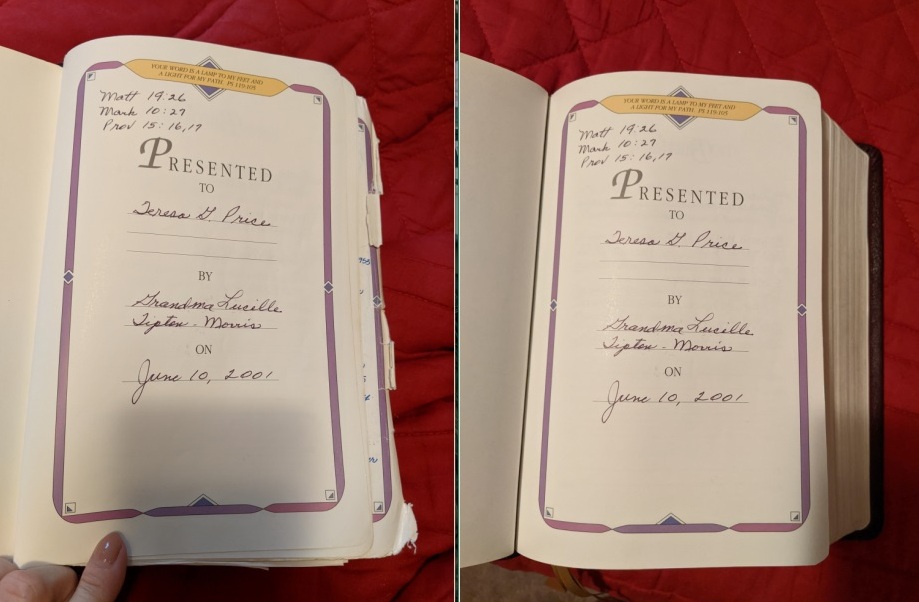 YOUR WORD IS A LAMP TO MY FEET AND
A LIGHT FOR MY PATH. PS 119:105
Matt 19:26
Mark 10:27
Prov 15:16,17
PRESENTED
TO
Teresa G. Price
BY
Grandma Lucille
Tipton-Morris
ON
June 10, 2001
YOUR WORD IS A LAMP TO MY FEET AND
A LIGHT FOR MY PATH. PS 119:105
Matt 19:26
Mark 10:27
Prov 15:16,17
PRESENTED
TO
Teresa G. Price
BY
Grandma Lucille
Tipton-Morris
ON
June 10, 2001